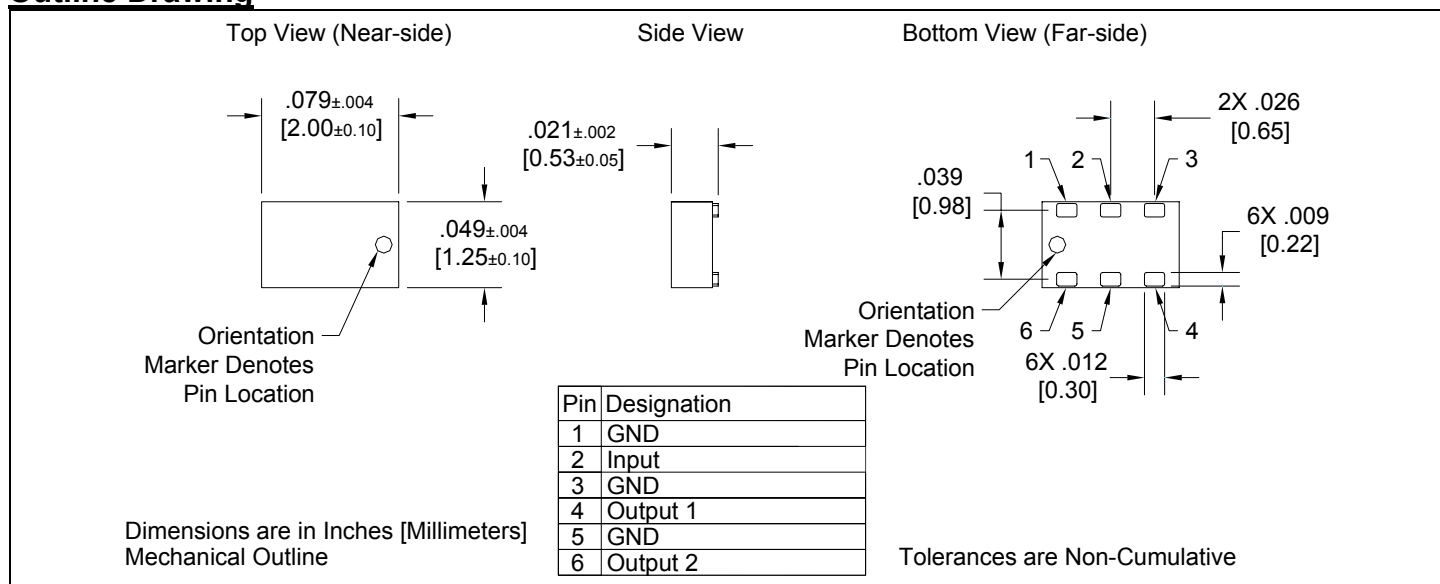 Outline Drawing
Top View (Near-side)
Side View
Bottom View (Far-side)
.079±.004
[2.00±0.10]
.049±.004
[1.25±0.10]
Orientation
Marker Denotes
Pin Location
.021±.002
[0.53±0.05]
2X .026
[0.65]
1
2
3
.039
[0.98]
6X .009
[0.22]
Orientation
Marker Denotes
Pin Location
6
5
4
6X .012
[0.30]
Pin Designation
1 GND
2 Input
3 GND
4 Output 1
5 GND
6 Output 2
Dimensions are in Inches [Millimeters]
Mechanical Outline
Tolerances are Non-Cumulative